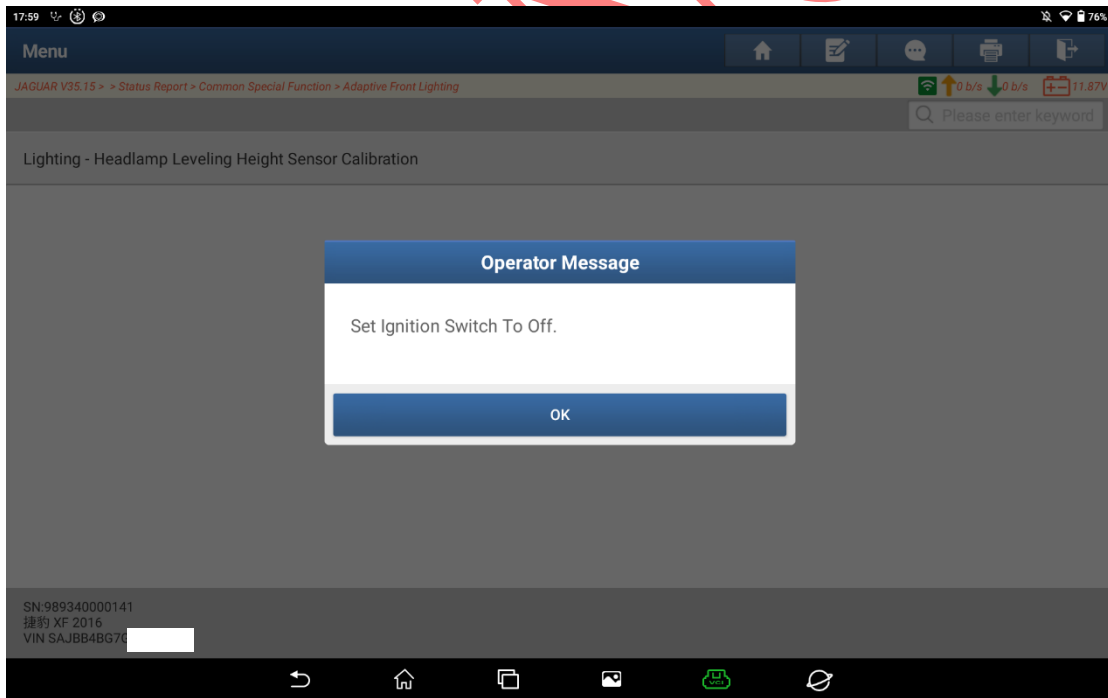 17:59
76%
Menu
JAGUAR V35.15 > > Status Report > Common Special Function > Adaptive Front Lighting
0 b/s 0 b/s 11.87V
Please enter keyword
Lighting - Headlamp Leveling Height Sensor Calibration
Operator Message
Set Ignition Switch To Off.
OK
SN:989340000141
捷豹 XF 2016
VIN SAJBB4BG7
VCI